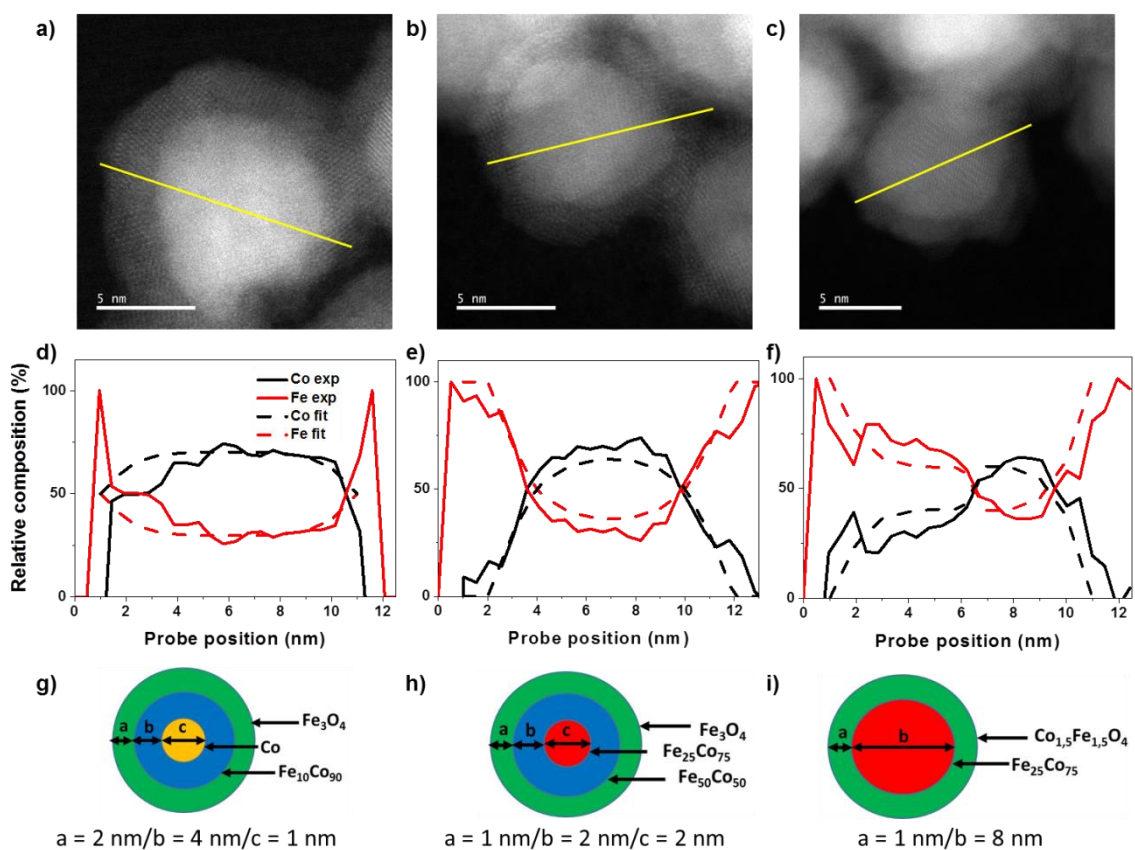 a)
b)
c)
5 nm
5 nm
5 nm
d)
e)
f)
Relative composition (%)
100
50
0
Co exp
Fe exp
Co fit
Fe fit
0 2 4 6 8 10 12
Probe position (nm)
100
50
0
0 2 4 6 8 10 12
Probe position (nm)
100
50
0
0 2 4 6 8 10 12
Probe position (nm)
g)
a b c
Fe₃O₄
Co
Fe₁₀Co₉₀
a = 2 nm/b = 4 nm/c = 1 nm
h)
a b c
Fe₃O₄
Fe₂₅Co₇₅
Fe₅₀Co₅₀
a = 1 nm/b = 2 nm/c = 2 nm
i)
a b
Co₁,₅Fe₁,₅O₄
Fe₂₅Co₇₅
a = 1 nm/b = 8 nm